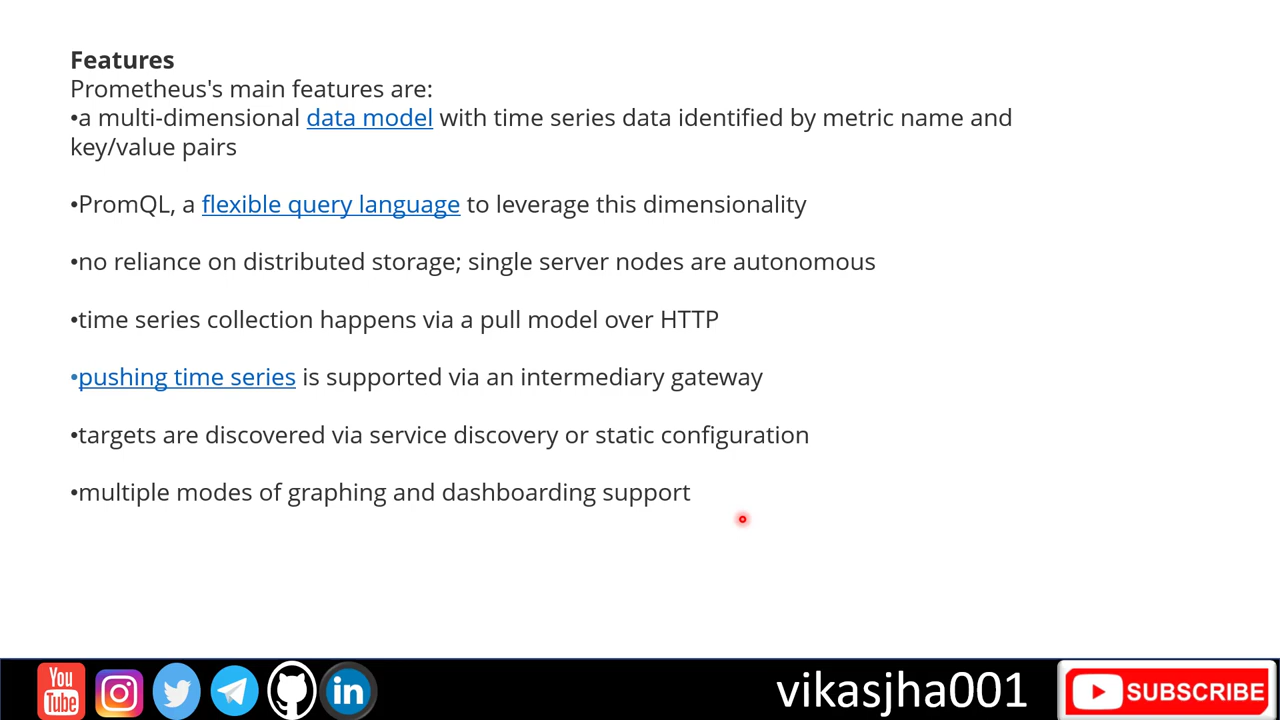 Features
Prometheus's main features are:
•a multi-dimensional data model with time series data identified by metric name and
key/value pairs
•PromQL, a flexible query language to leverage this dimensionality
•no reliance on distributed storage; single server nodes are autonomous
•time series collection happens via a pull model over HTTP
•pushing time series is supported via an intermediary gateway
•targets are discovered via service discovery or static configuration
•multiple modes of graphing and dashboarding support
You
Tube
in
vikasjha001
SUBSCRIBE